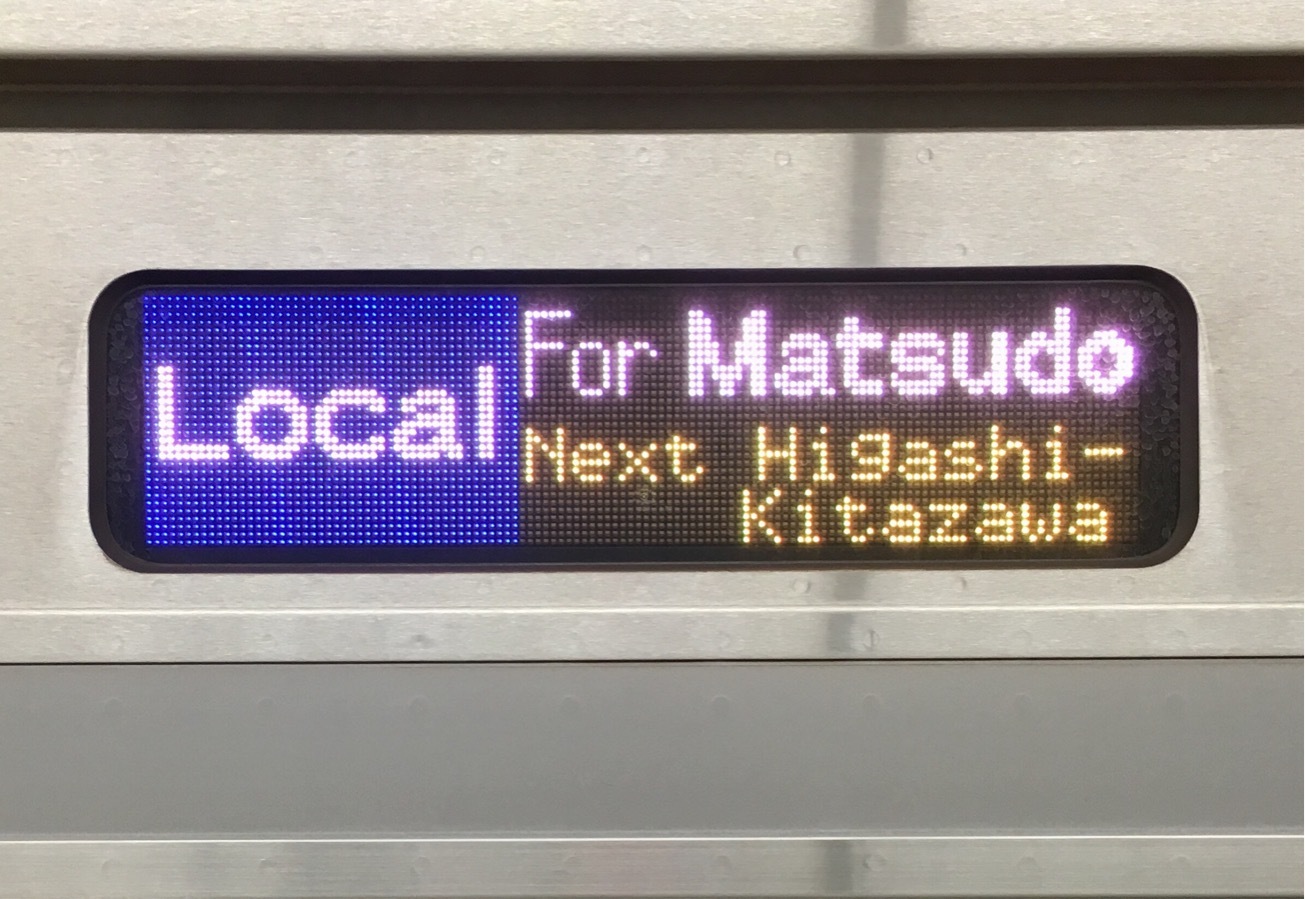 Local
For Matsudo
Next Higashi-
Kitazawa